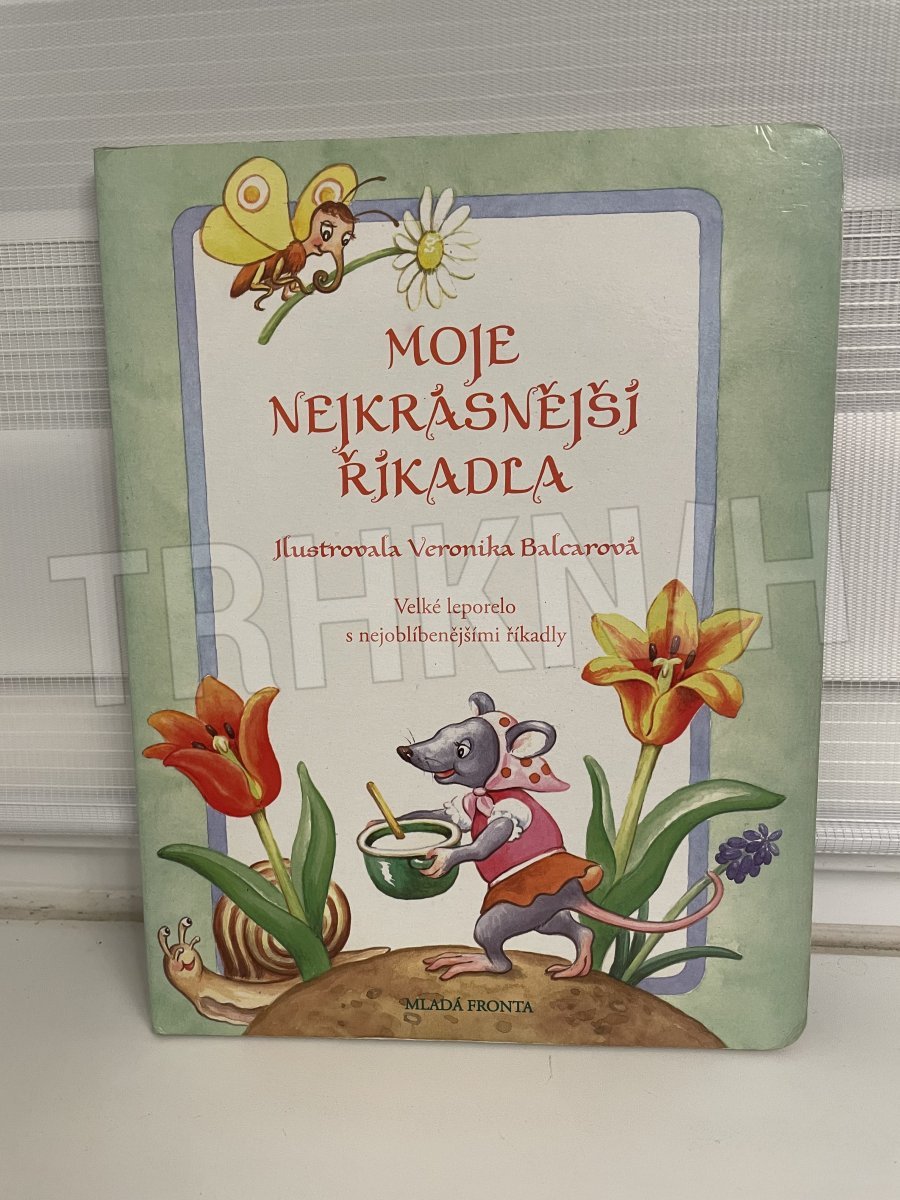 MOJE
NEJKRÁSNĚJŠÍ
ŘÍKADLA
Ilustrovala Veronika Balcarová
Velké leporelo
s nejoblíbenějšími říkadly
MLADÁ FRONTA
TRHKNIH